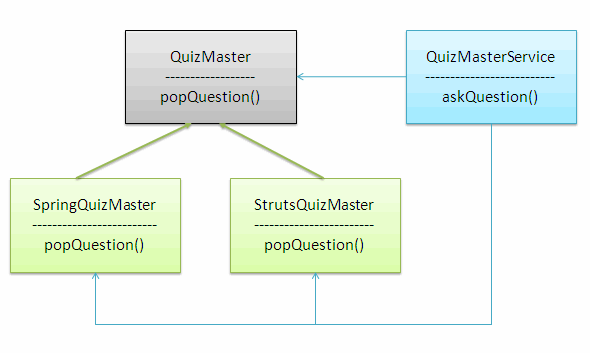 QuizMaster
------------------
popQuestion()
QuizMasterService
--------------------------
askQuestion()
SpringQuizMaster
-------------------------
popQuestion()
StrutsQuizMaster
------------------------
popQuestion()